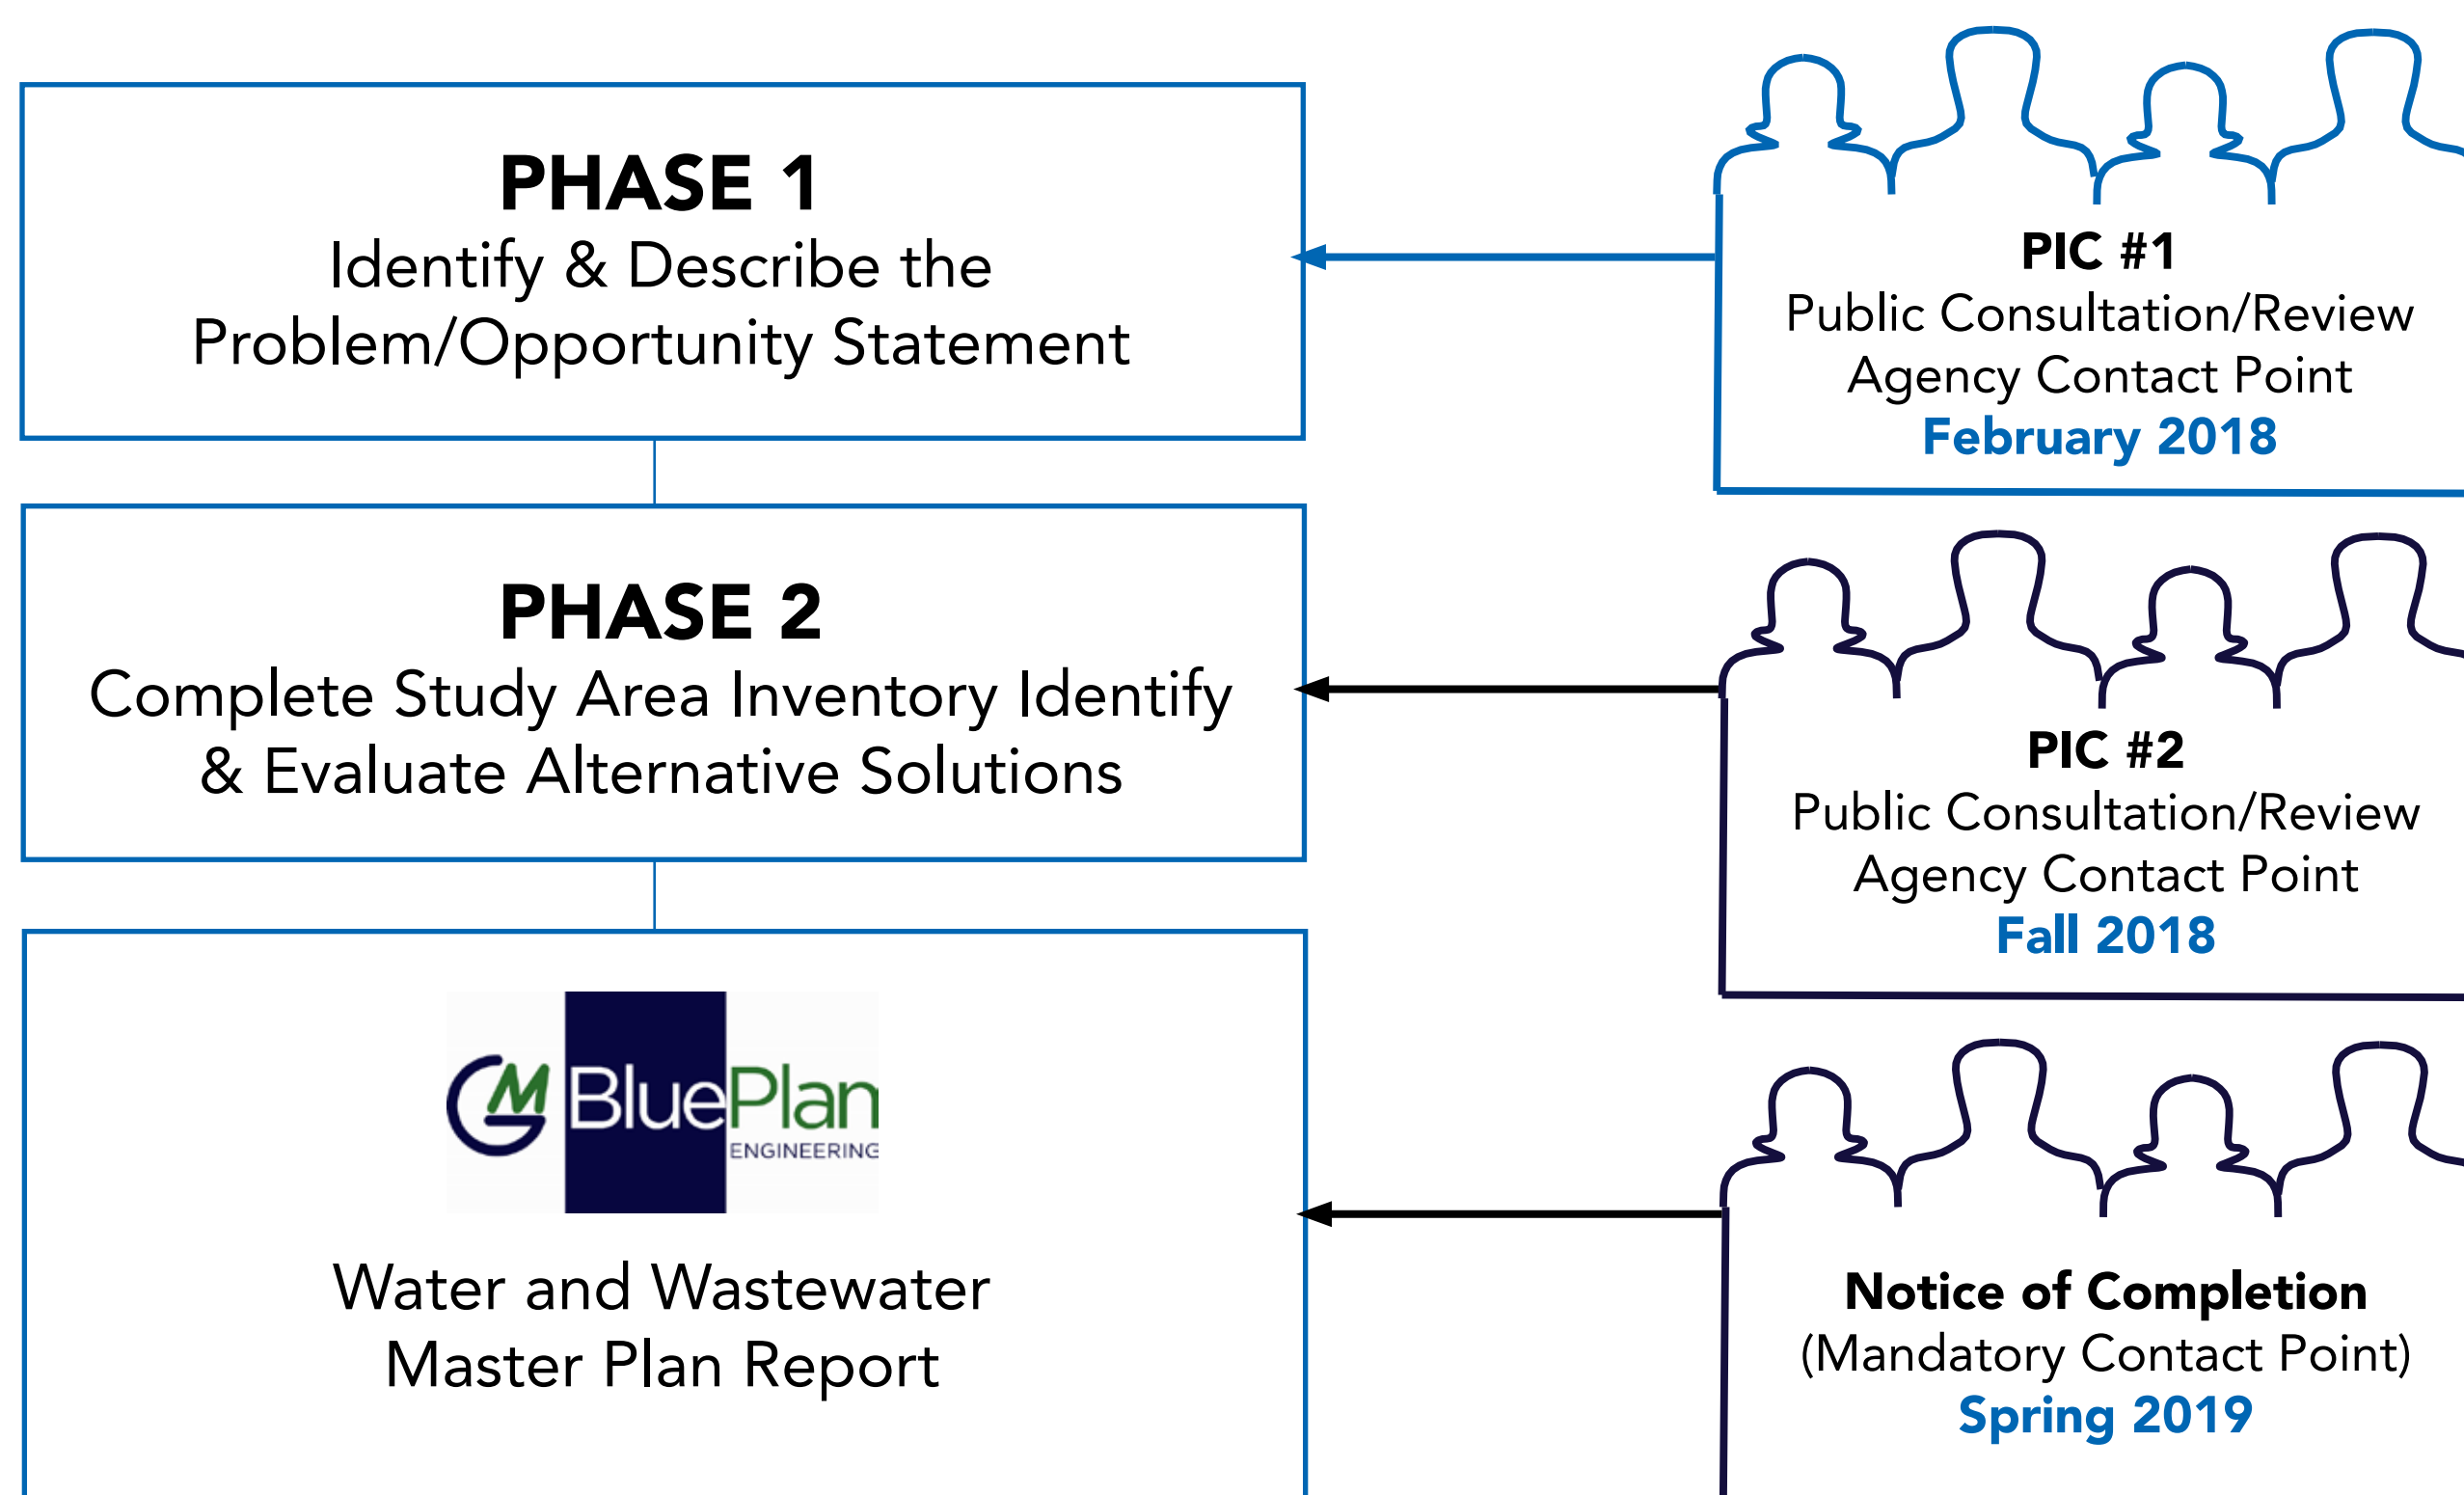 PHASE 1
Identify & Describe the
Problem/Opportunity Statement
PIC #1
Public Consultation/Review
Agency Contact Point
February 2018
PHASE 2
Complete Study Area Inventory Identify
& Evaluate Alternative Solutions
PIC #2
Public Consultation/Review
Agency Contact Point
Fall 2018
GM BluePlan
ENGINEERING
Water and Wastewater
Master Plan Report
Notice of Completion
(Mandatory Contact Point)
Spring 2019